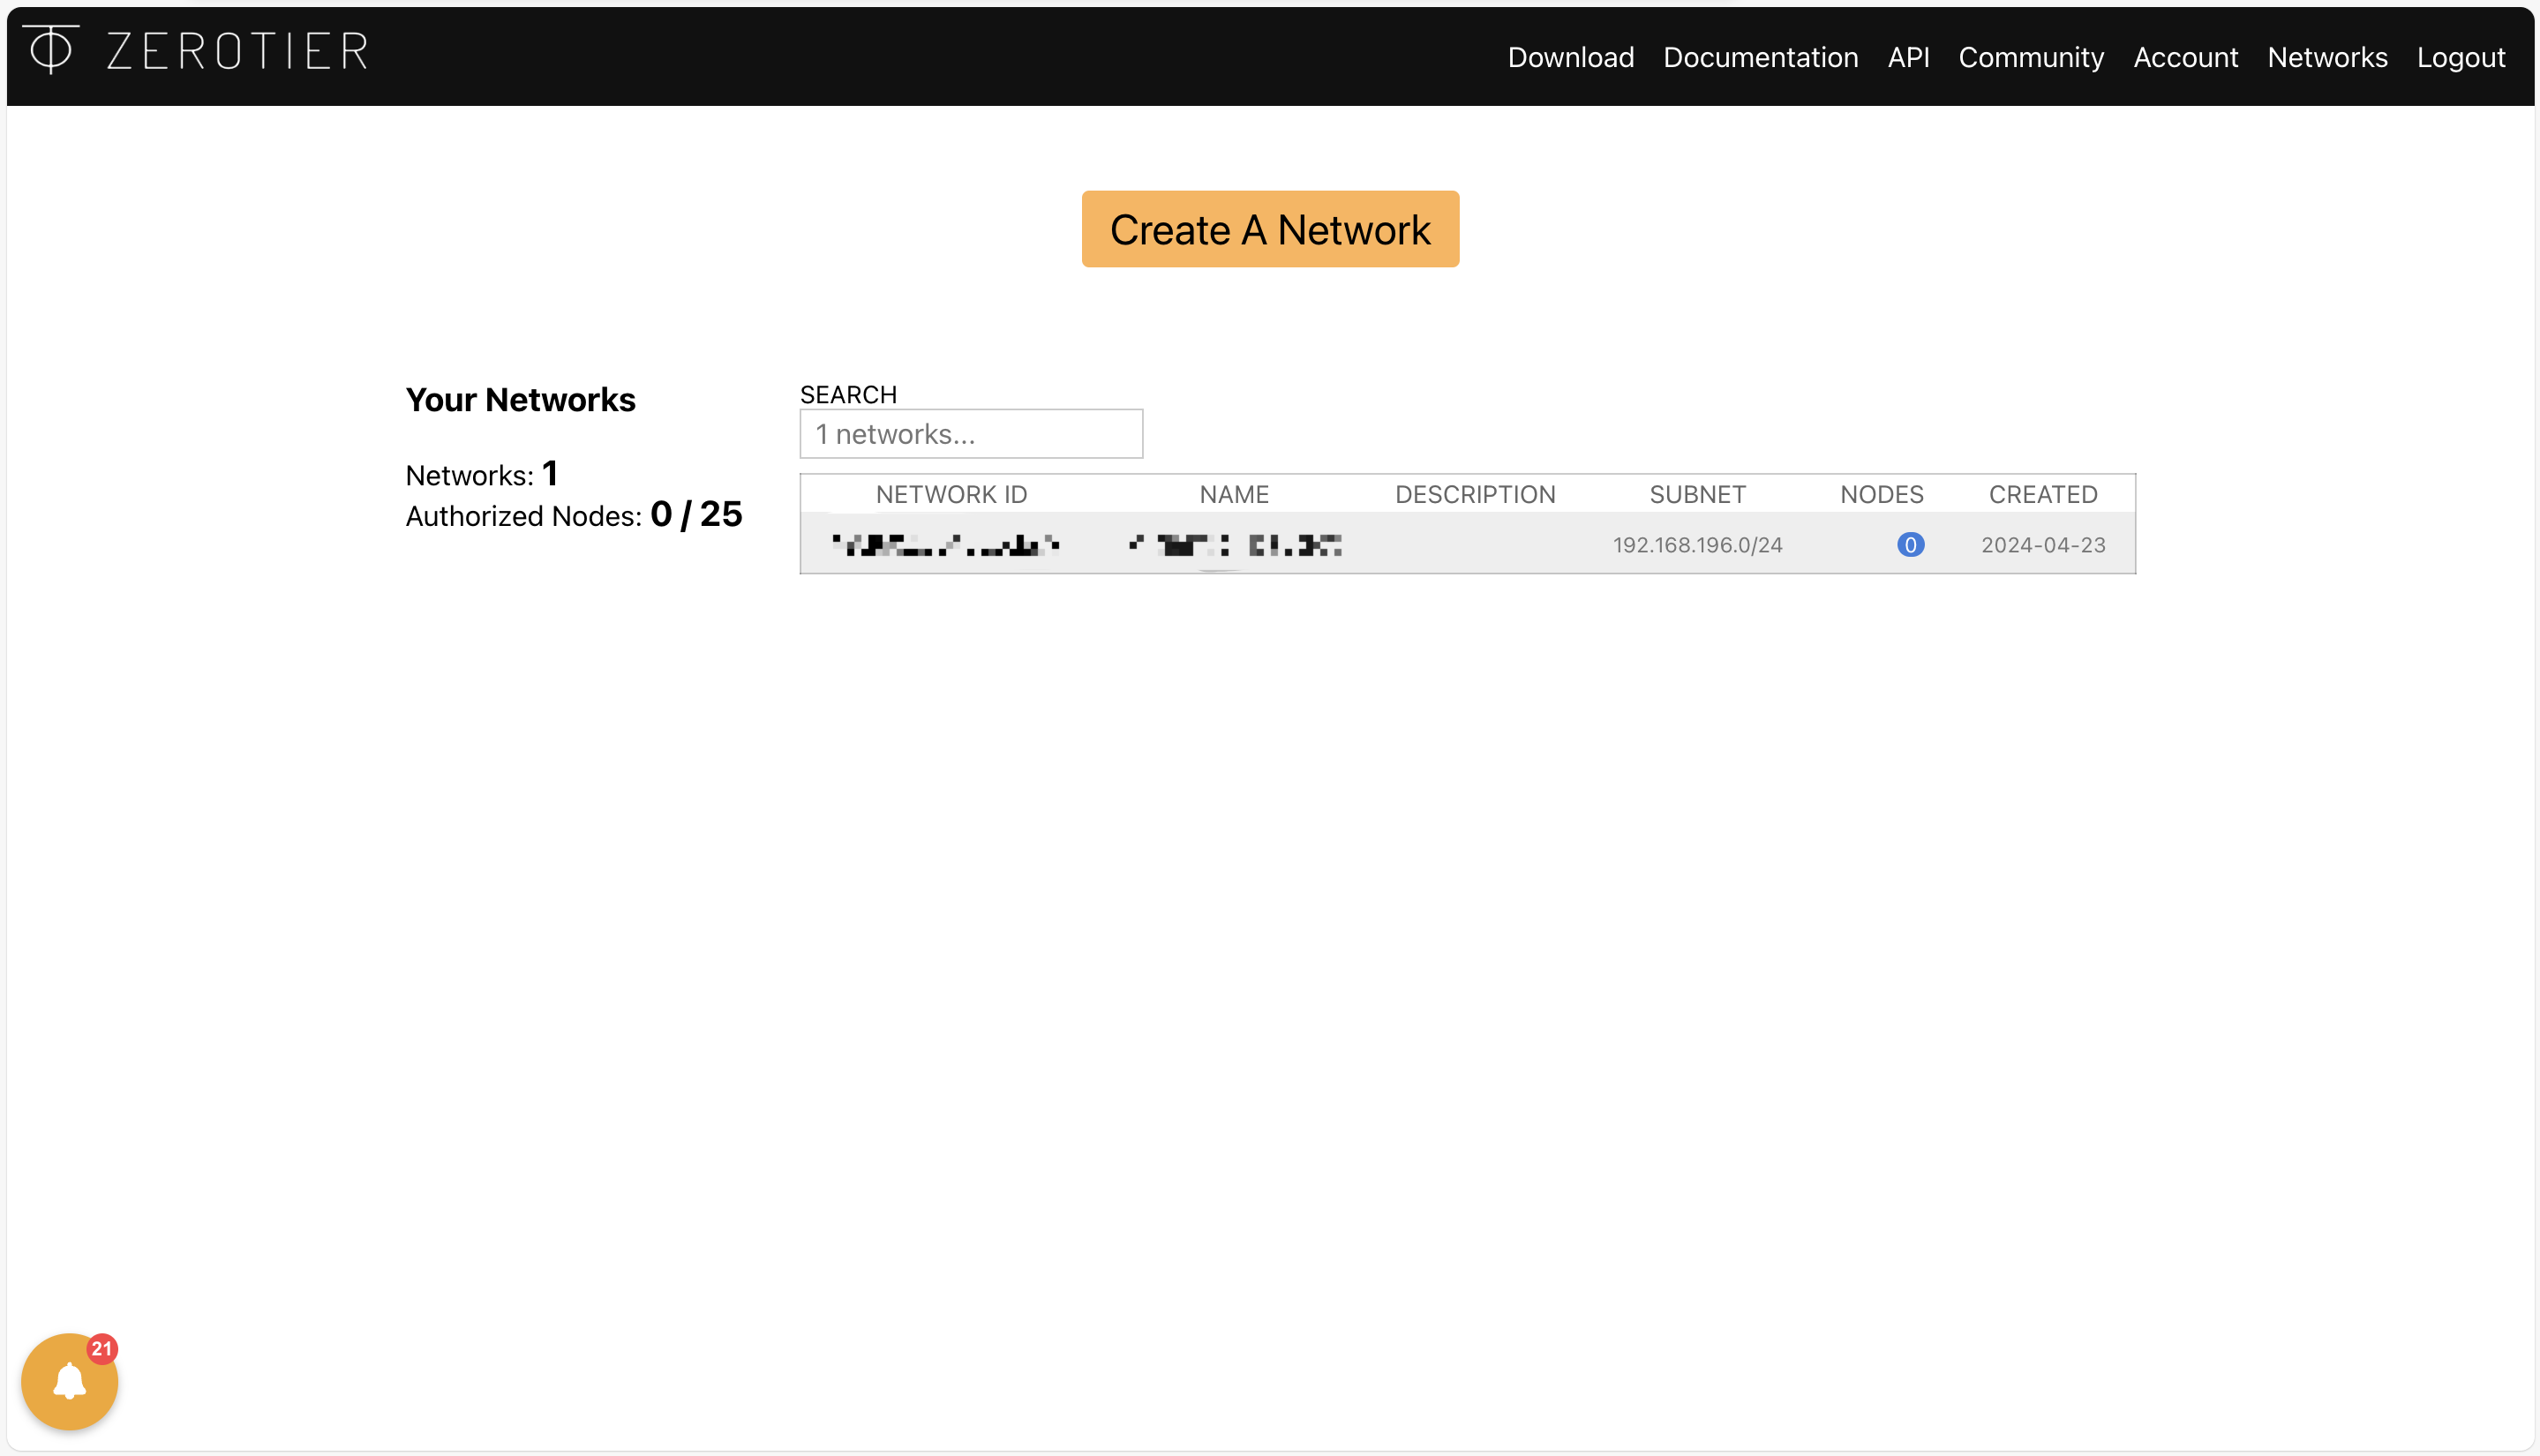 ZEROTIER
Download Documentation API Community Account Networks Logout
Create A Network
Your Networks
Networks: 1
Authorized Nodes: 0 / 25
SEARCH
1 networks...
NETWORK ID NAME DESCRIPTION SUBNET NODES CREATED
192.168.196.0/24 0 2024-04-23
21